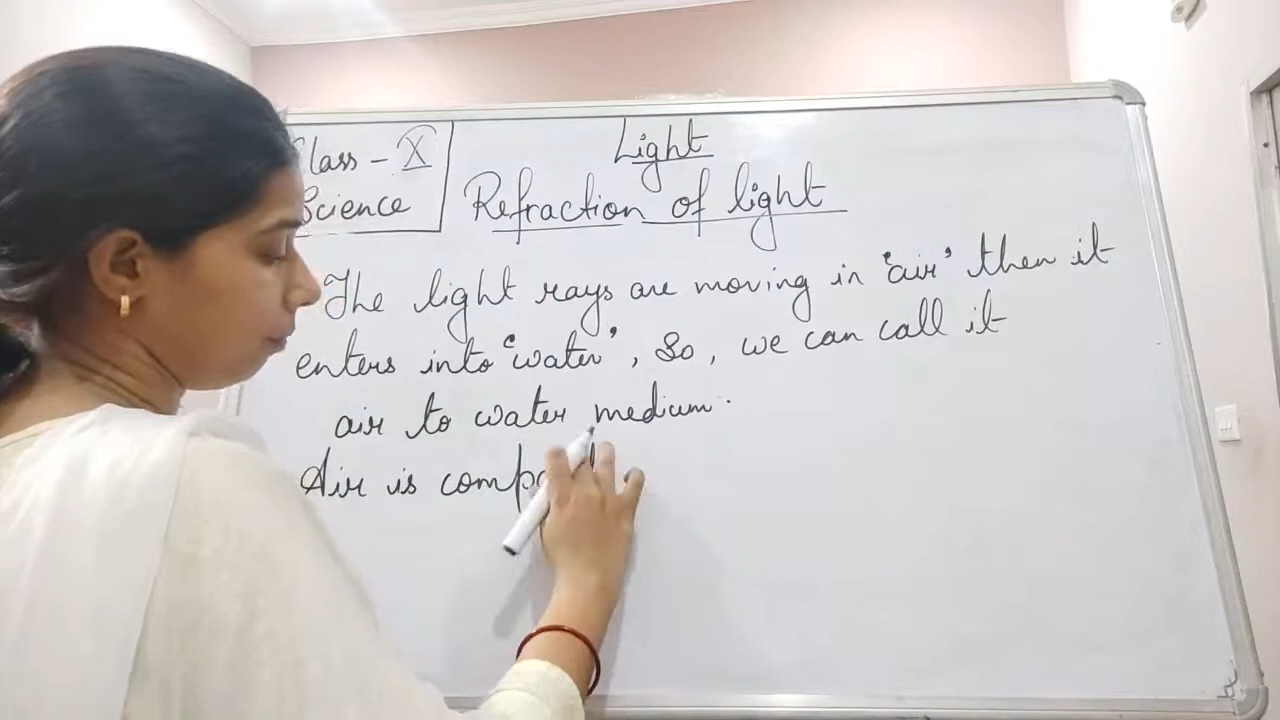 Class - X
Science
Light
Refraction of light
The light rays are moving in 'air' then it
enters into 'water', So, we can call it
air to water medium.
Air is